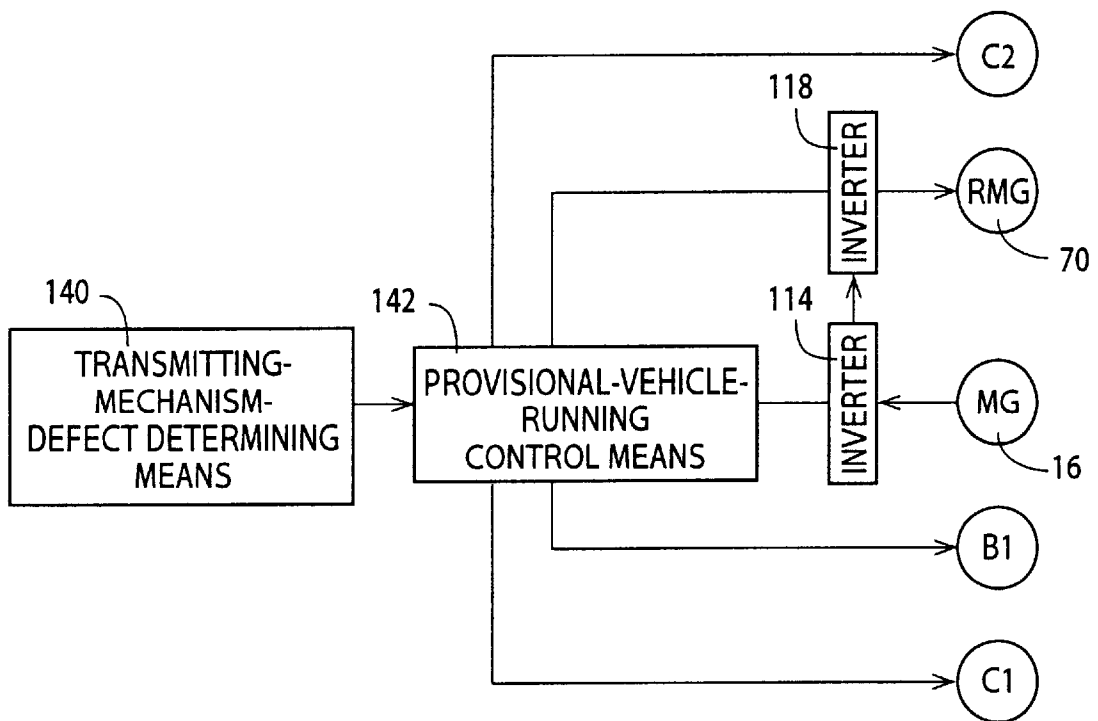 C2
118
INVERTER
RMG
70
140
142
114
TRANSMITTING-
MECHANISM-
DEFECT DETERMINING
MEANS
PROVISIONAL-VEHICLE-
RUNNING
CONTROL MEANS
INVERTER
MG
16
B1
C1